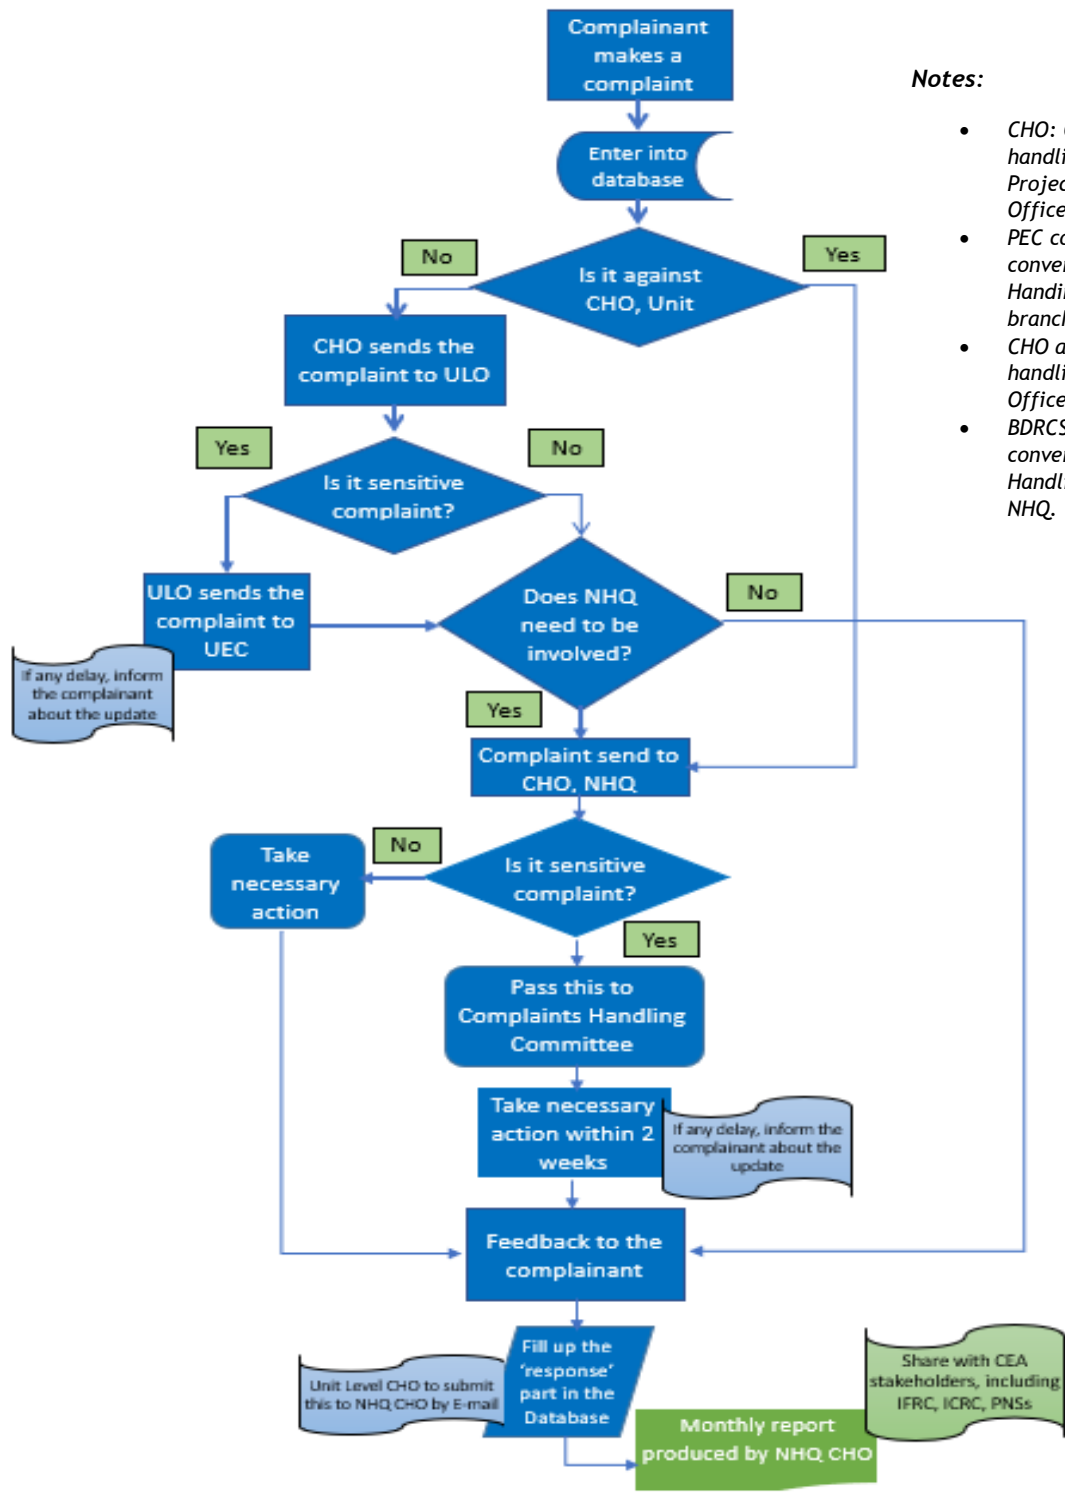 Complainant
makes a
complaint
Notes:
Enter into
database
• CHO:
handli
Projec
Office
No
Yes
Is it against
CHO, Unit
• PEC co
conve
Handi
branch
CHO sends the
complaint to ULO
• CHO a
handli
Office
• BDRCS
conve
Handl
NHQ.
Yes
No
Is it sensitive
complaint?
ULO sends the
complaint to
UEC
Does NHQ
need to be
involved?
No
If any delay, inform
the complainant
about the update
Yes
Complaint send to
CHO, NHQ
Take
necessary
action
No
Is it sensitive
complaint?
Yes
Pass this to
Complaints Handling
Committee
Take necessary
action within 2
weeks
If any delay, inform the
complainant about the
update
Feedback to the
complainant
Fill up the
'response'
part in the
Database
Unit Level CHO to submit
this to NHQ CHO by E-mail
Share with CEA
stakeholders, including
IFRC, ICRC, PNSs
Monthly report
produced by NHQ CHO